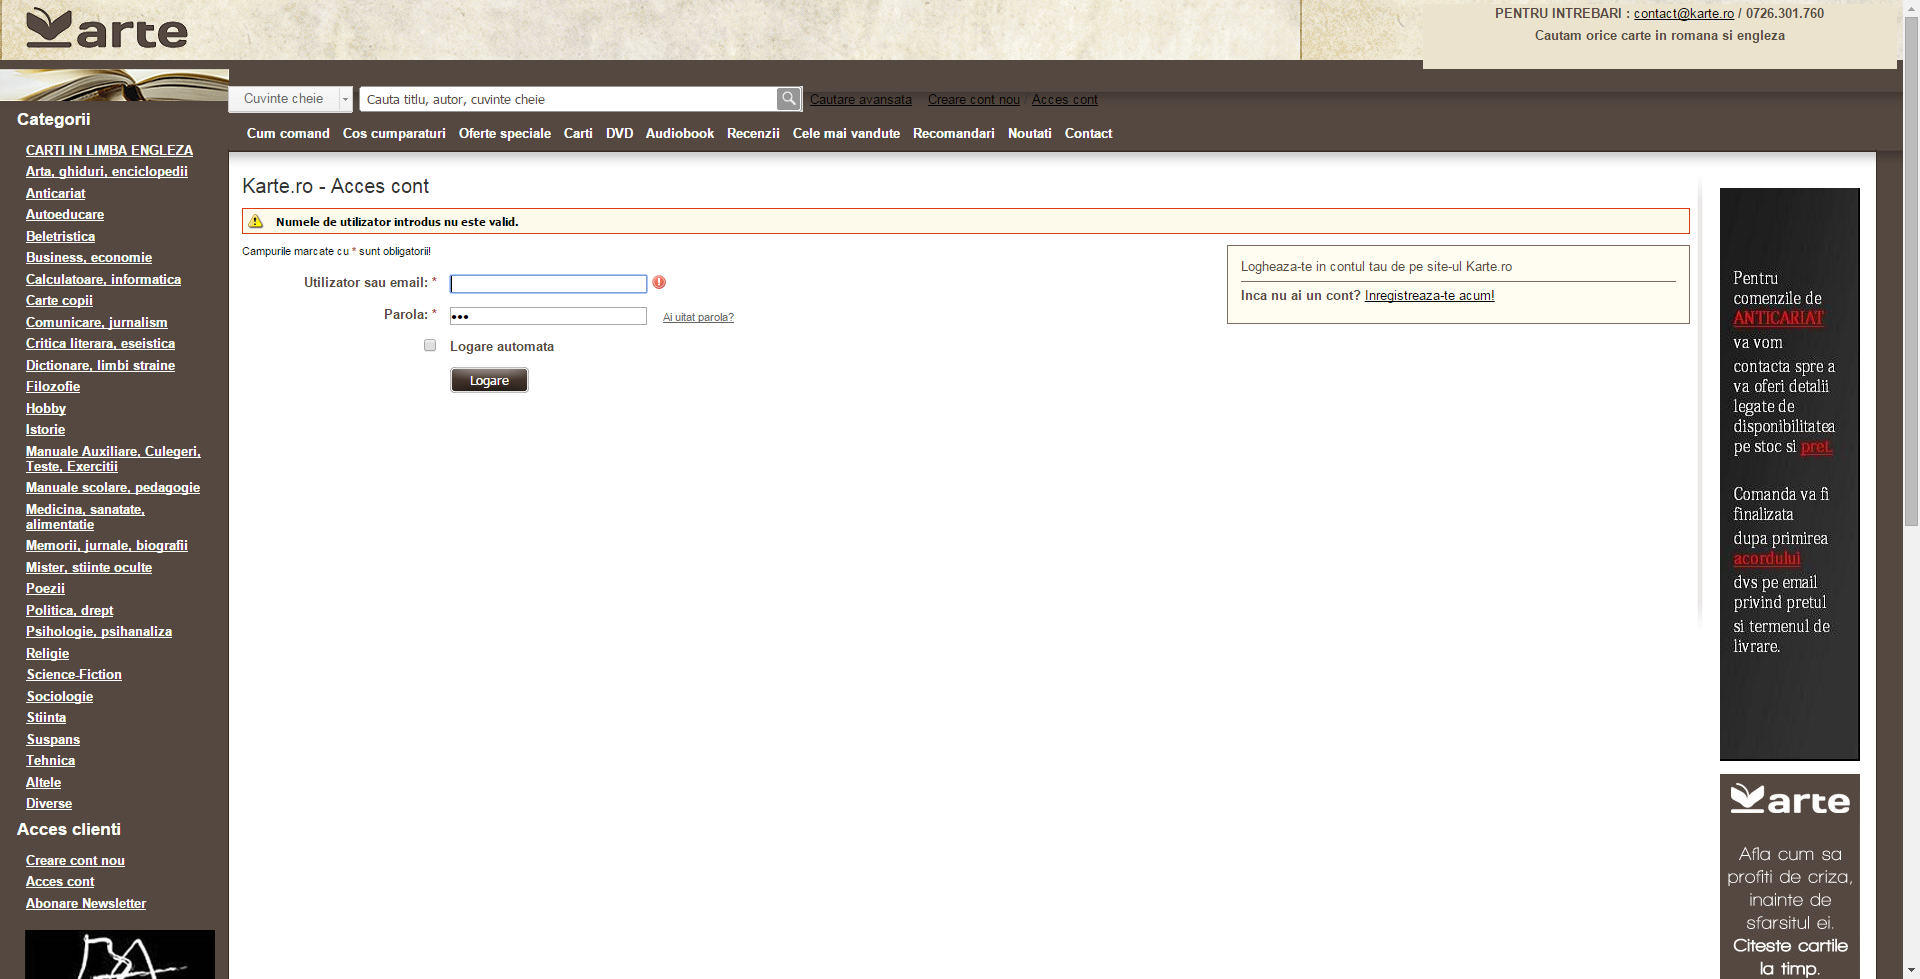 Karte
PENTRU INTREBARI : contact@karte.ro / 0726.301.760
Cautam orice carte in romana si engleza
Cuvinte cheie
Cauta titlu, autor, cuvinte cheie
Cautare avansata
Creare cont nou / Acces cont
Cum comand Cos cumparaturi Oferte speciale Carti DVD Audiobook Recenzii Cele mai vandute Recomandari Noutati Contact
Categorii
CARTI IN LIMBA ENGLEZA
Arta, ghiduri, enciclopedii
Anticariat
Autoeducare
Beletristica
Business, economie
Calculatoare, informatica
Carte copii
Comunicare, jurnalism
Critica literara, eseistica
Dictionare, limbi straine
Filozofie
Hobby
Istorie
Manuale Auxiliare, Culegeri,
Teste, Exercitii
Manuale scolare, pedagogie
Medicina, sanatate,
alimentatie
Memorii, jurnale, biografii
Mister, stiinte oculte
Poezii
Politica, drept
Psihologie, psihanaliza
Religie
Science-Fiction
Sociologie
Stiinta
Suspans
Tehnica
Altele
Diverse
Acces clienti
Creare cont nou
Acces cont
Abonare Newsletter
Karte.ro - Acces cont
Numele de utilizator introdus nu este valid.
Campurile marcate cu * sunt obligatorii!
Utilizator sau email: *
Parola: *
Ai uitat parola?
Logare automata
Logare
Logheaza-te in contul tau de pe site-ul Karte.ro
Inca nu ai un cont? Inregistreaza-te acum!
Pentru
comenzile de
ANTICARIAT
va vom
contacta spre a
va oferi detalii
legate de
disponibilitatea
pe stoc si pret.
Comanda va fi
finalizata
dupa primirea
acordului
dvs pe email
privind pretul
si termenul de
livrare.
Karte
Afla cum sa
profiti de criza,
inainte de
sfarsitul ei.
Citeste cartile
la timp.